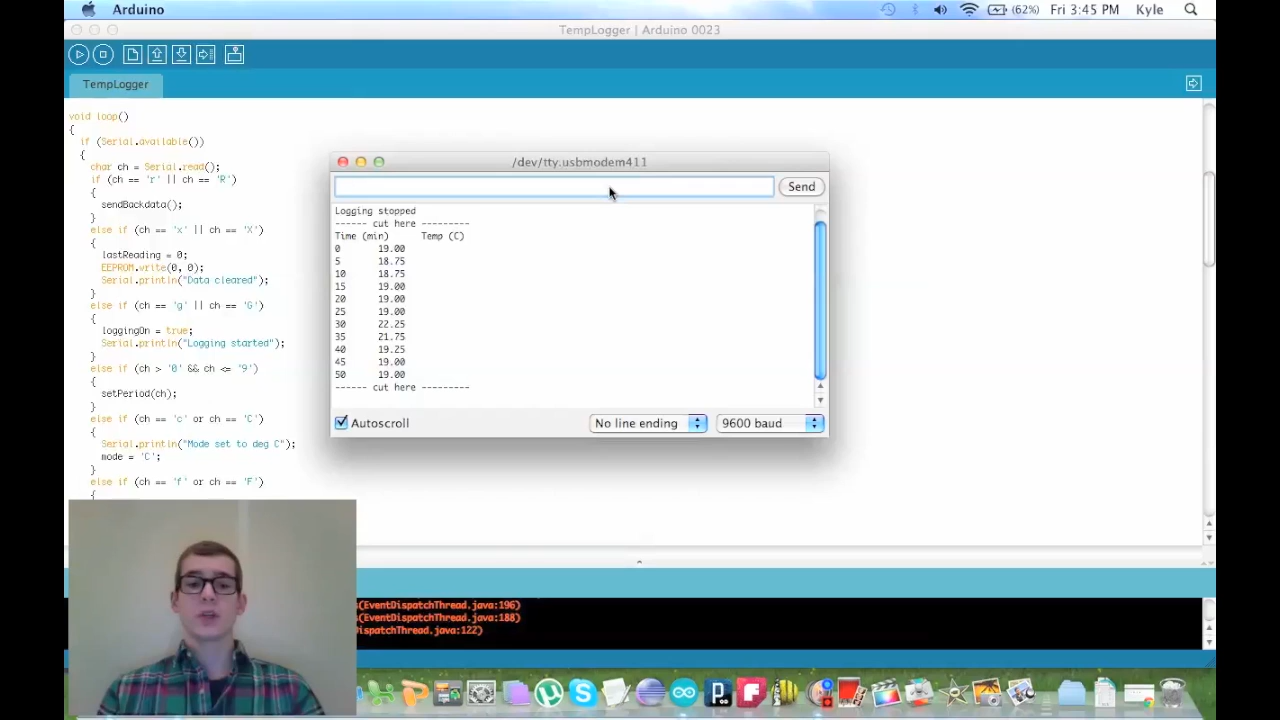 Arduino (62%) Fri 3:45 PM Kyle
TempLogger | Arduino 0023
TempLogger
void loop()
{
if (Serial.available())
{
char ch = Serial.read();
if (ch == 'r' || ch == 'R')
{
sendBackdata();
}
else if (ch == 'x' || ch == 'X')
{
lastReading = 0;
EEPROM.write(0, 0);
Serial.println("Data cleared");
}
else if (ch == 'g' || ch == 'G')
{
loggingOn = true;
Serial.println("Logging started");
}
else if (ch > '0' && ch <= '9')
{
setPeriod(ch);
}
else if (ch == 'c' or ch == 'C')
{
Serial.println("Mode set to deg C");
mode = 'C';
}
else if (ch == 'f' or ch == 'F')
{
/dev/tty.usbmodem411
Send
Logging stopped
------ cut here ---------
Time (min) Temp (C)
0 19.00
5 18.75
10 18.75
15 19.00
20 19.00
25 19.00
30 22.25
35 21.75
40 19.25
45 19.00
50 19.00
------ cut here ---------
Autoscroll No line ending 9600 baud
(EventDispatchThread.java:196)
(EventDispatchThread.java:188)
DispatchThread.java:122)